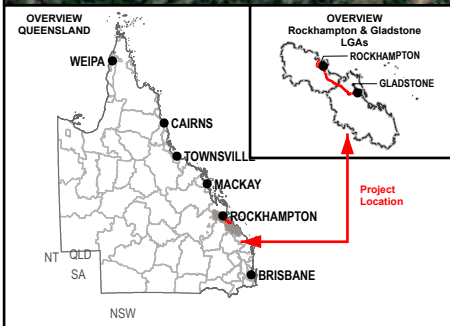 OVERVIEW
QUEENSLAND
WEIPA
CAIRNS
TOWNSVILLE
MACKAY
ROCKHAMPTON
BRISBANE
NT
QLD
SA
NSW
OVERVIEW
Rockhampton & Gladstone
LGAs
ROCKHAMPTON
GLADSTONE
Project
Location